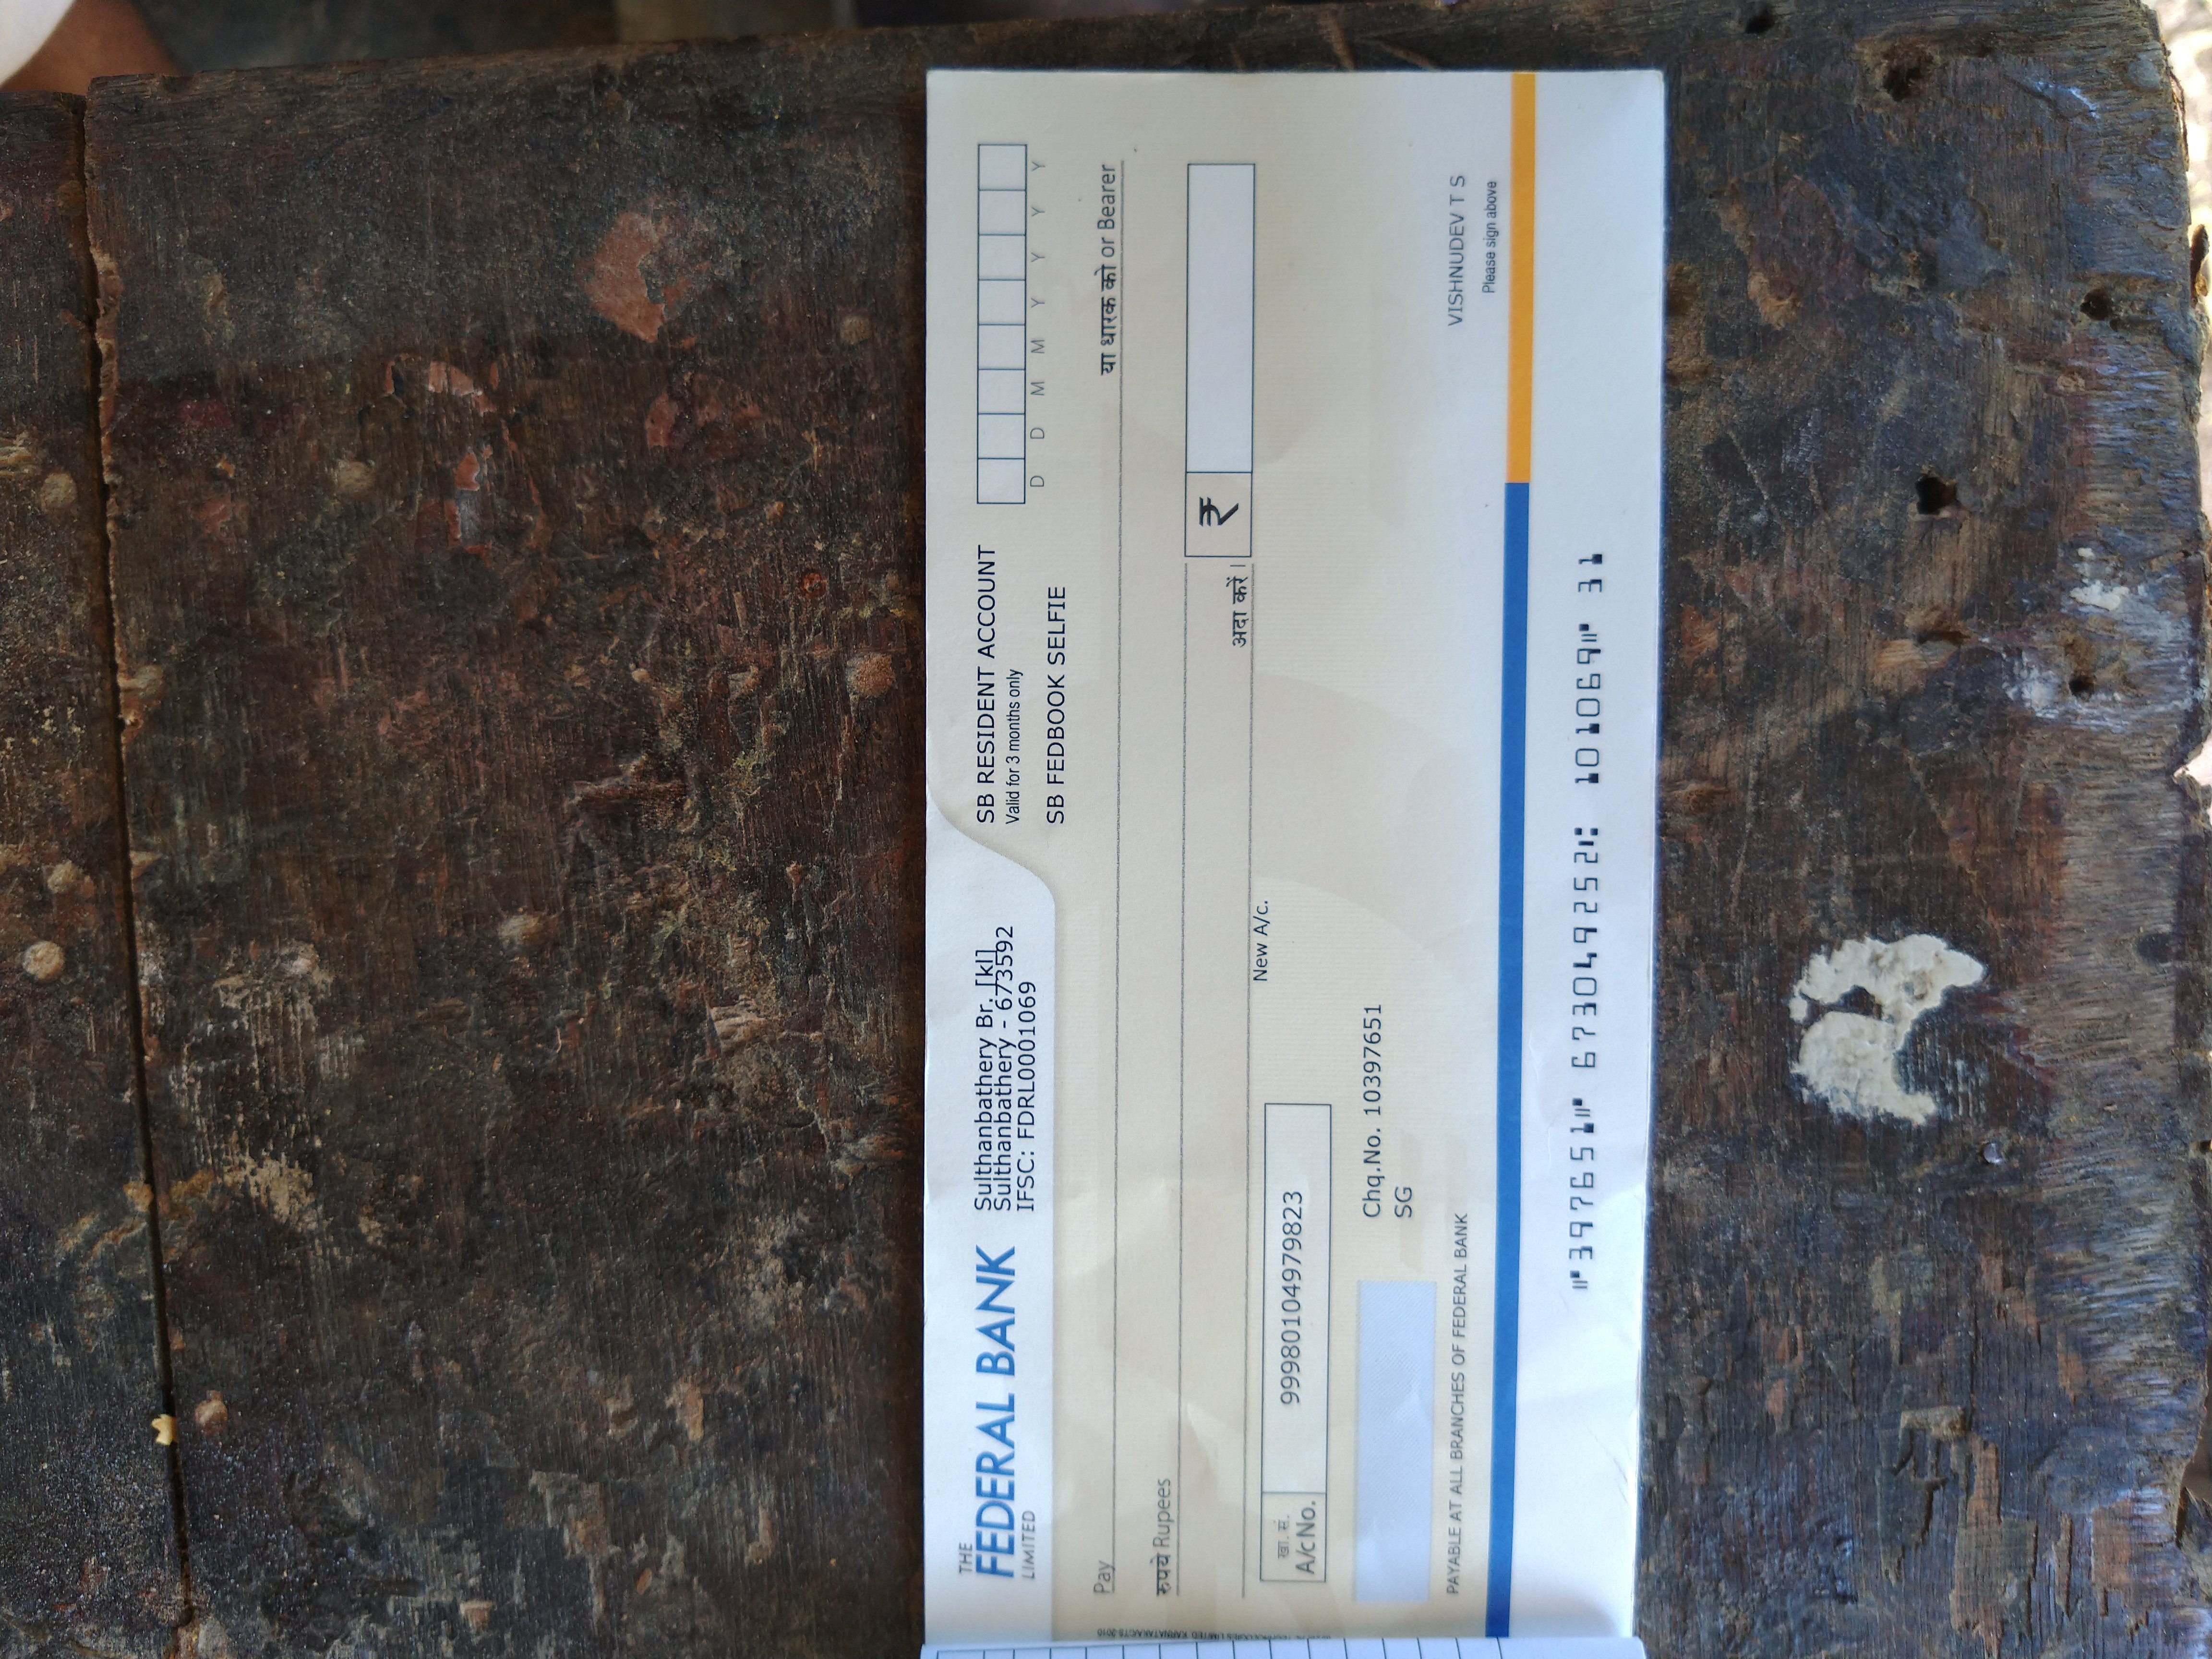 THE
FEDERAL BANK
LIMITED
Sulthanbathery Br. [kl]
Sulthanbathery - 673592
IFSC: FDRL0001069
SB RESIDENT ACCOUNT
Valid for 3 months only
SB FEDBOOK SELFIE
D D M M Y Y Y Y
Pay
या धारक को or Bearer
रुपये Rupees
अदा करें ।
₹
New A/c.
खा. सं.
A/c No.
99980104979823
Chq.No. 10397651
SG
PAYABLE AT ALL BRANCHES OF FEDERAL BANK
VISHNUDEV T S
Please sign above
⑈397651⑈ 673049252⑆ 101069⑈ 31